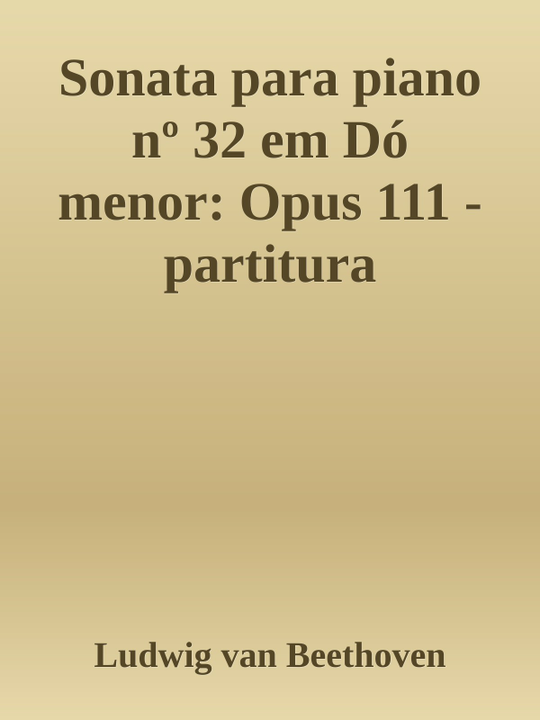 Sonata para piano
nº 32 em Dó
menor: Opus 111 -
partitura
Ludwig van Beethoven